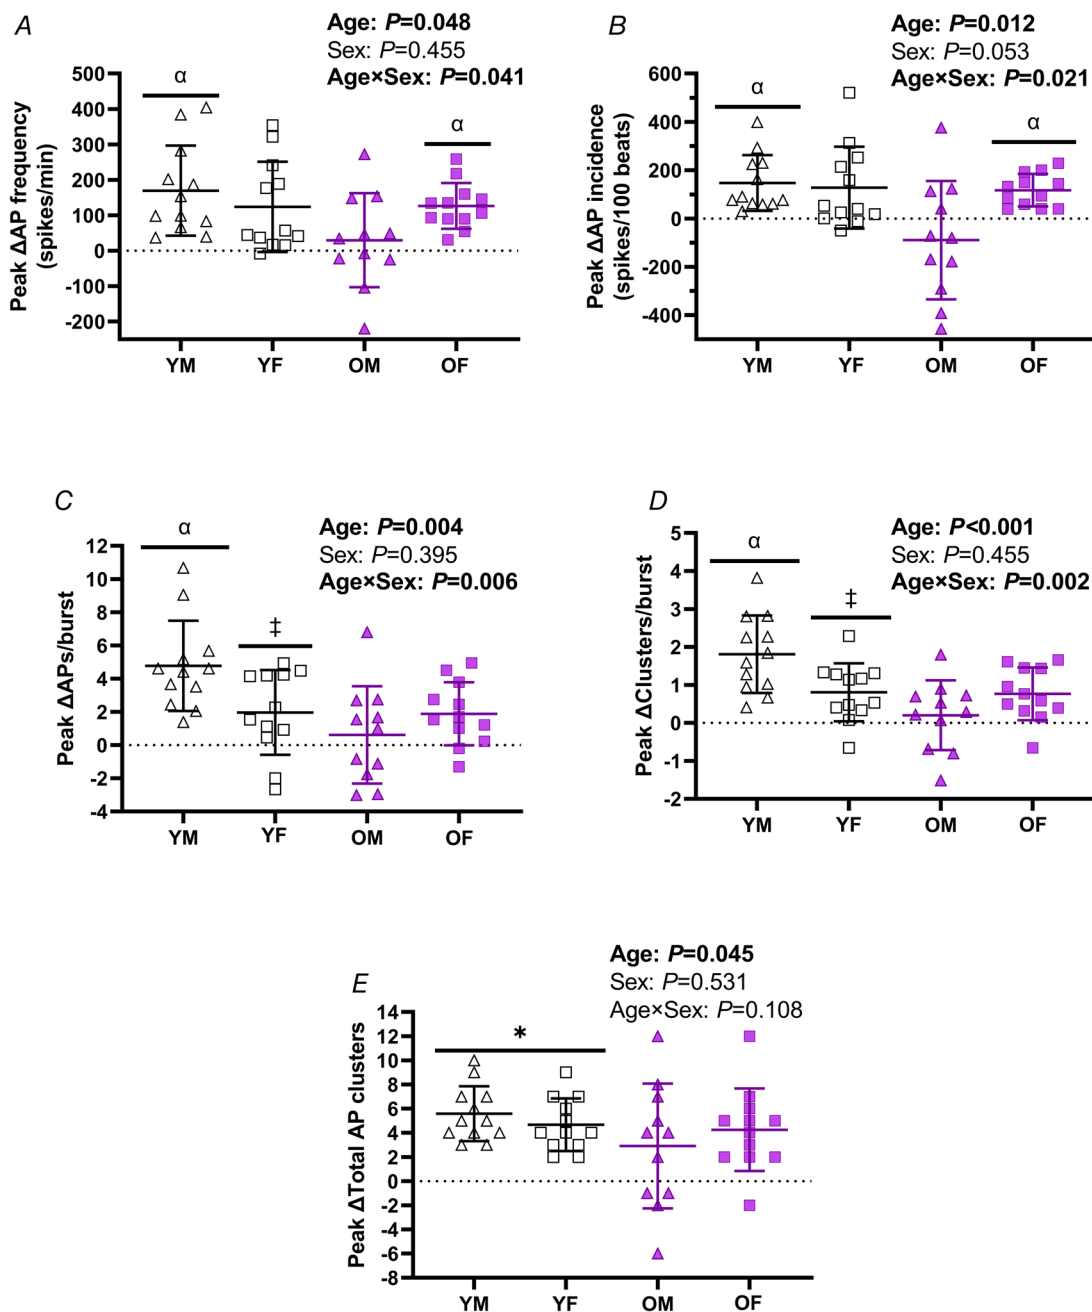 A
Age: P=0.048
Sex: P=0.455
Age×Sex: P=0.041
α
α
Peak ΔAP frequency
(spikes/min)
500
400
300
200
100
0
-100
-200
YM
YF
OM
OF
B
Age: P=0.012
Sex: P=0.053
Age×Sex: P=0.021
α
α
Peak ΔAP incidence
(spikes/100 beats)
600
400
200
0
-200
-400
YM
YF
OM
OF
C
Age: P=0.004
Sex: P=0.395
Age×Sex: P=0.006
α
‡
Peak ΔAPs/burst
12
10
8
6
4
2
0
-2
-4
YM
YF
OM
OF
D
Age: P<0.001
Sex: P=0.455
Age×Sex: P=0.002
α
‡
Peak ΔClusters/burst
5
4
3
2
1
0
-1
-2
YM
YF
OM
OF
E
Age: P=0.045
Sex: P=0.531
Age×Sex: P=0.108
*
Peak ΔTotal AP clusters
14
12
10
8
6
4
2
0
-2
-4
-6
-8
YM
YF
OM
OF